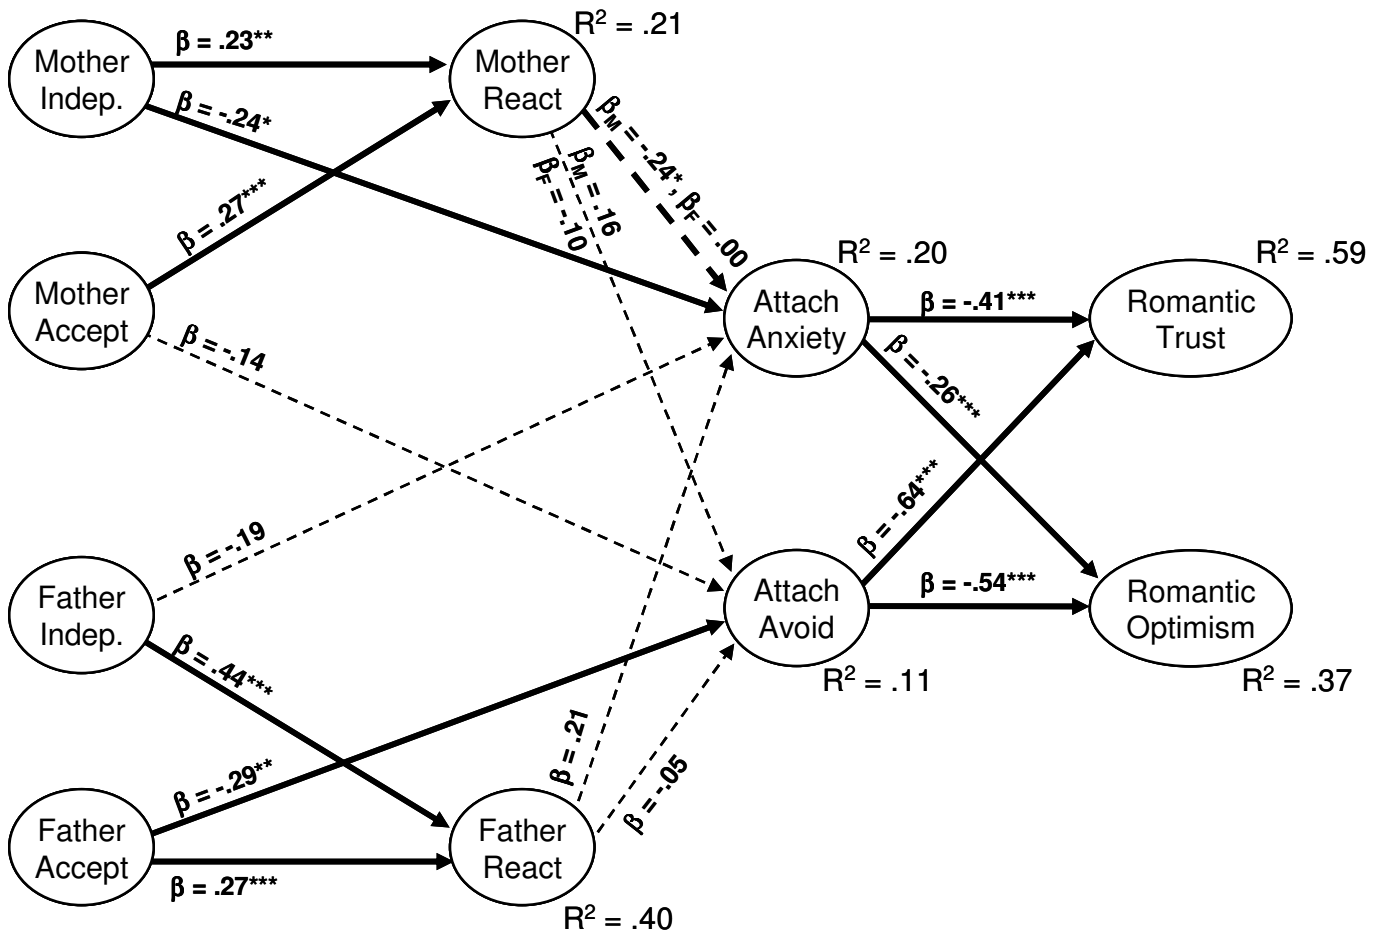 R² = .21
β = .23**
Mother
Indep.
Mother
React
β = -.24*
βM = -.24*, βF = .00
βM = -.16
βF = -.10
β = .27***
R² = .20
R² = .59
Mother
Accept
Attach
Anxiety
β = -.41***
Romantic
Trust
β = -.14
β = -.26***
β = -.64***
β = -.19
Father
Indep.
Attach
Avoid
β = -.54***
Romantic
Optimism
β = .44***
R² = .11
R² = .37
β = .21
β = -.29**
β = -.05
Father
Accept
Father
React
β = .27***
R² = .40